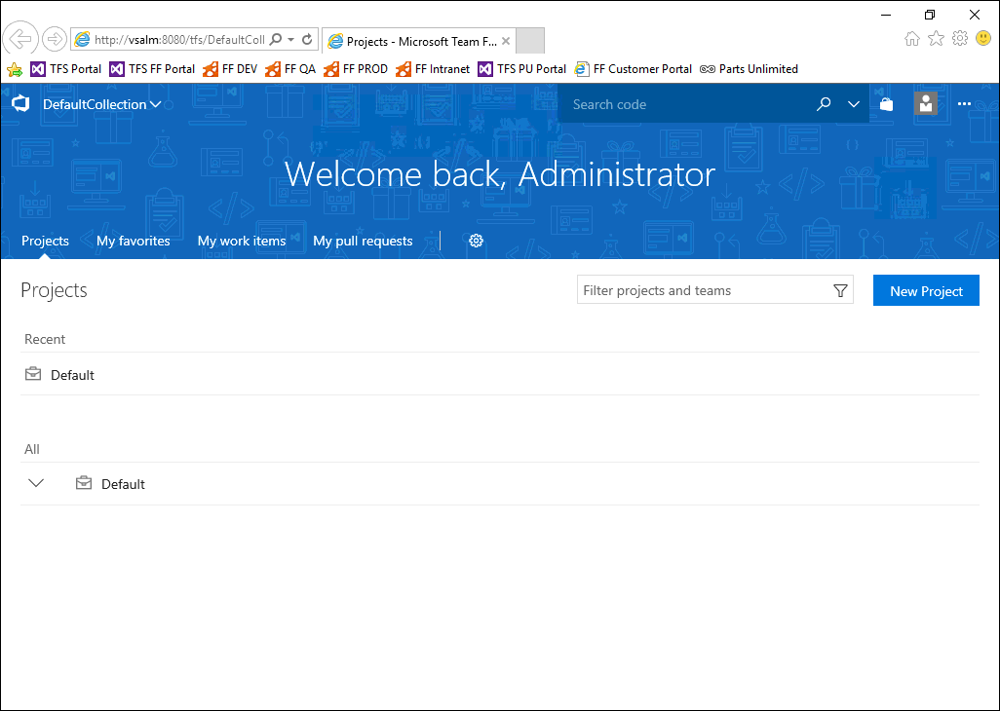 http://vsalm:8080/tfs/DefaultColl
Projects - Microsoft Team F...
TFS Portal TFS FF Portal FF DEV FF QA FF PROD FF Intranet TFS PU Portal FF Customer Portal Parts Unlimited
DefaultCollection
Search code
Welcome back, Administrator
Projects My favorites My work items My pull requests
Projects
Filter projects and teams
New Project
Recent
Default
All
Default